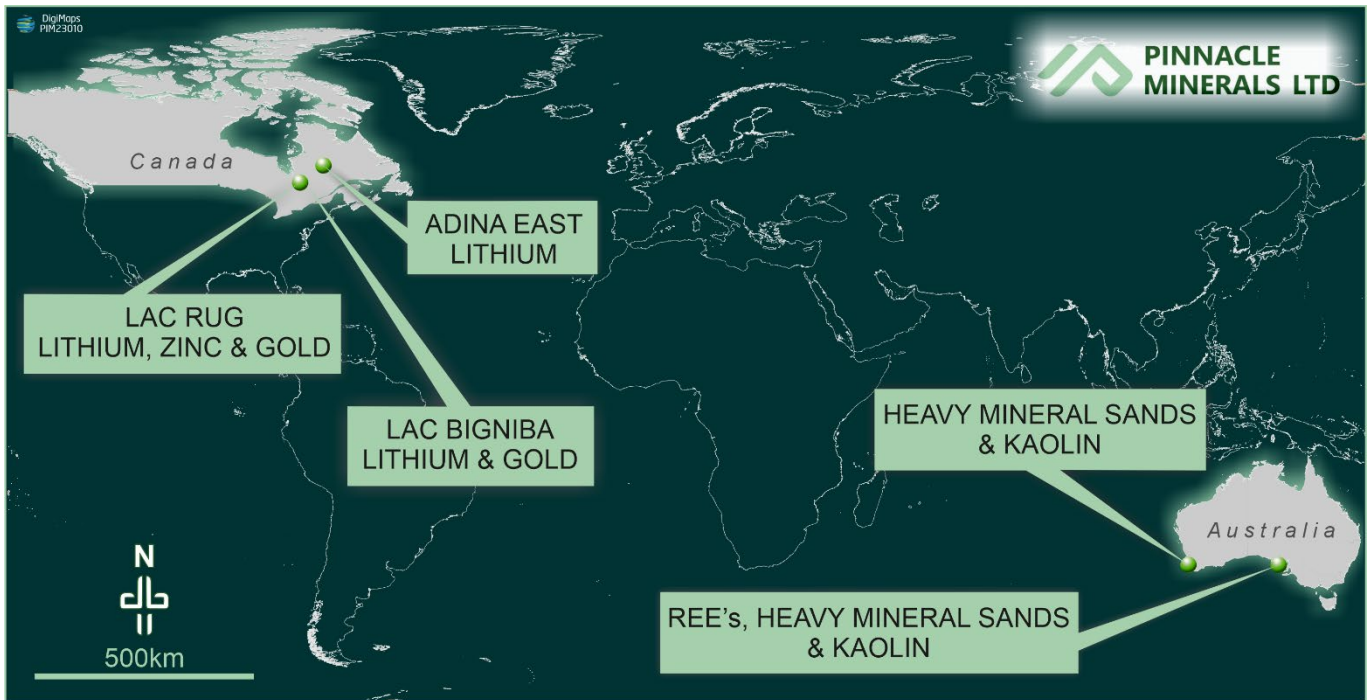 DigiMaps
PIM23010
PINNACLE
MINERALS LTD
Canada
ADINA EAST
LITHIUM
LAC RUG
LITHIUM, ZINC & GOLD
LAC BIGNIBA
LITHIUM & GOLD
HEAVY MINERAL SANDS
& KAOLIN
Australia
REE's, HEAVY MINERAL SANDS
& KAOLIN
N
500km